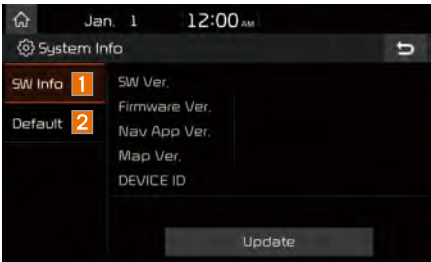 Jan. 1 12:00 AM
System Info
SW Info 1
Default 2
SW Ver.
Firmware Ver.
Nav App Ver.
Map Ver.
DEVICE ID
Update